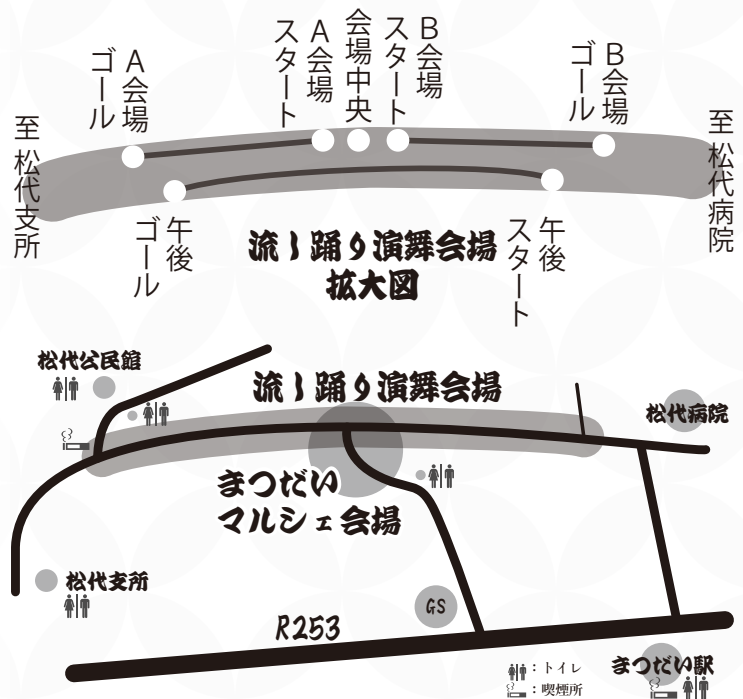 至 松代支所
A会場
ゴール
A会場
スタート
会場中央
B会場
スタート
B会場
ゴール
至 松代病院
午後
ゴール
午後
スタート
流し踊り演舞会場
拡大図
松代公民館
流し踊り演舞会場
松代病院
まつだい
マルシェ会場
松代支所
GS
R253
：トイレ
：喫煙所
まつだい駅